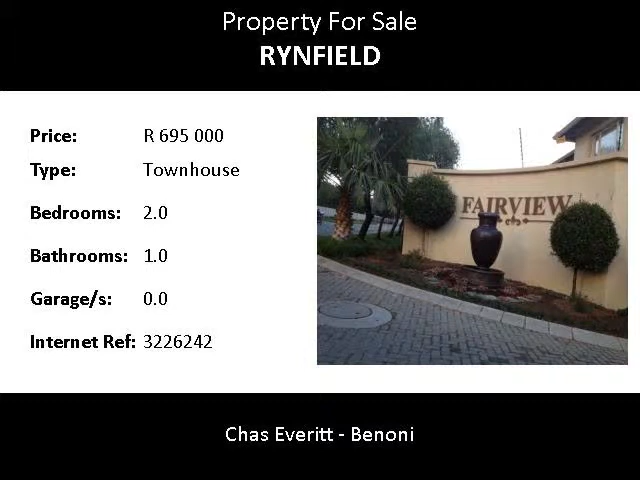 Property For Sale
RYNFIELD
Price: R 695 000
Type: Townhouse
Bedrooms: 2.0
Bathrooms: 1.0
Garage/s: 0.0
Internet Ref: 3226242
FAIRVIEW
Chas Everitt - Benoni